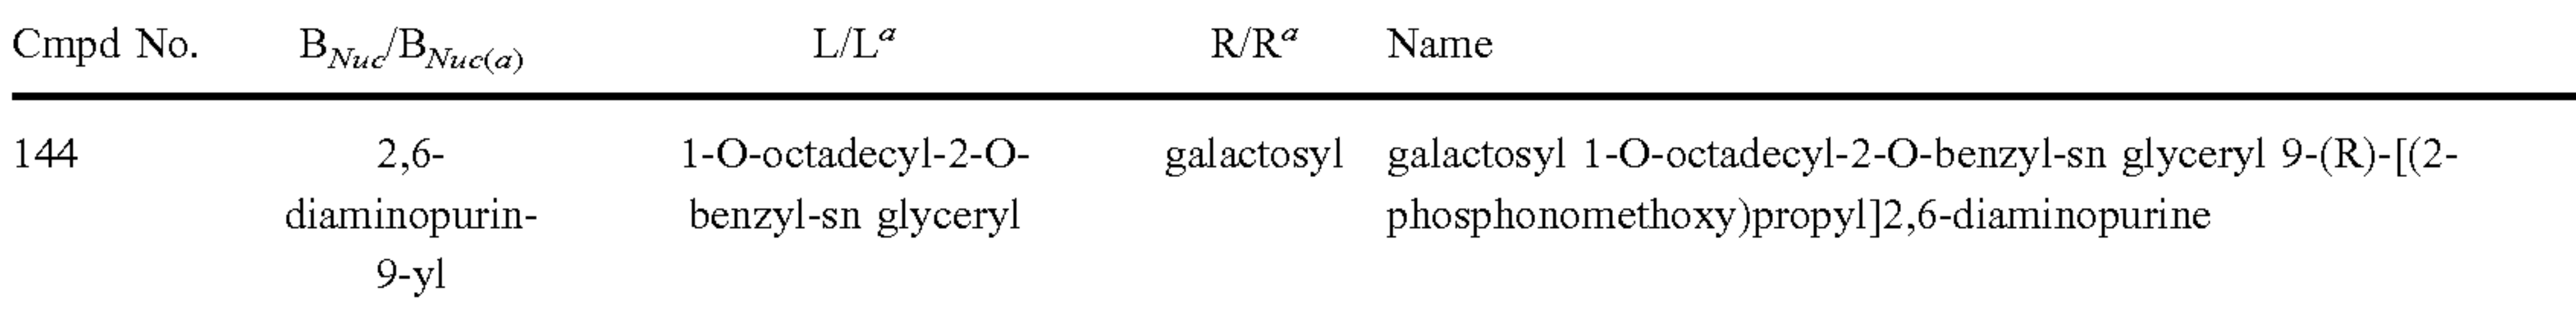 Cmpd No. B_Nuc/B_Nuc(a) L/L^a R/R^a Name
144 2,6- 1-O-octadecyl-2-O- galactosyl galactosyl 1-O-octadecyl-2-O-benzyl-sn glyceryl 9-(R)-[(2-
diaminopurin- benzyl-sn glyceryl phosphonomethoxy)propyl]2,6-diaminopurine
9-yl